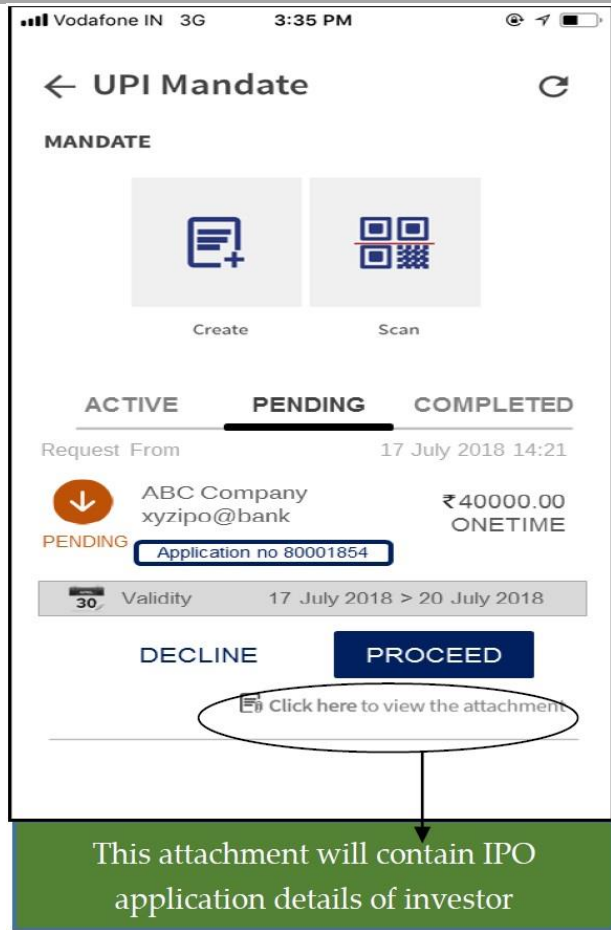 Vodafone IN 3G 3:35 PM
UPI Mandate
MANDATE
Create Scan
ACTIVE PENDING COMPLETED
Request From 17 July 2018 14:21
ABC Company ₹40000.00
xyzipo@bank ONETIME
PENDING
Application no 80001854
30 Validity 17 July 2018 > 20 July 2018
DECLINE PROCEED
Click here to view the attachment
This attachment will contain IPO
application details of investor